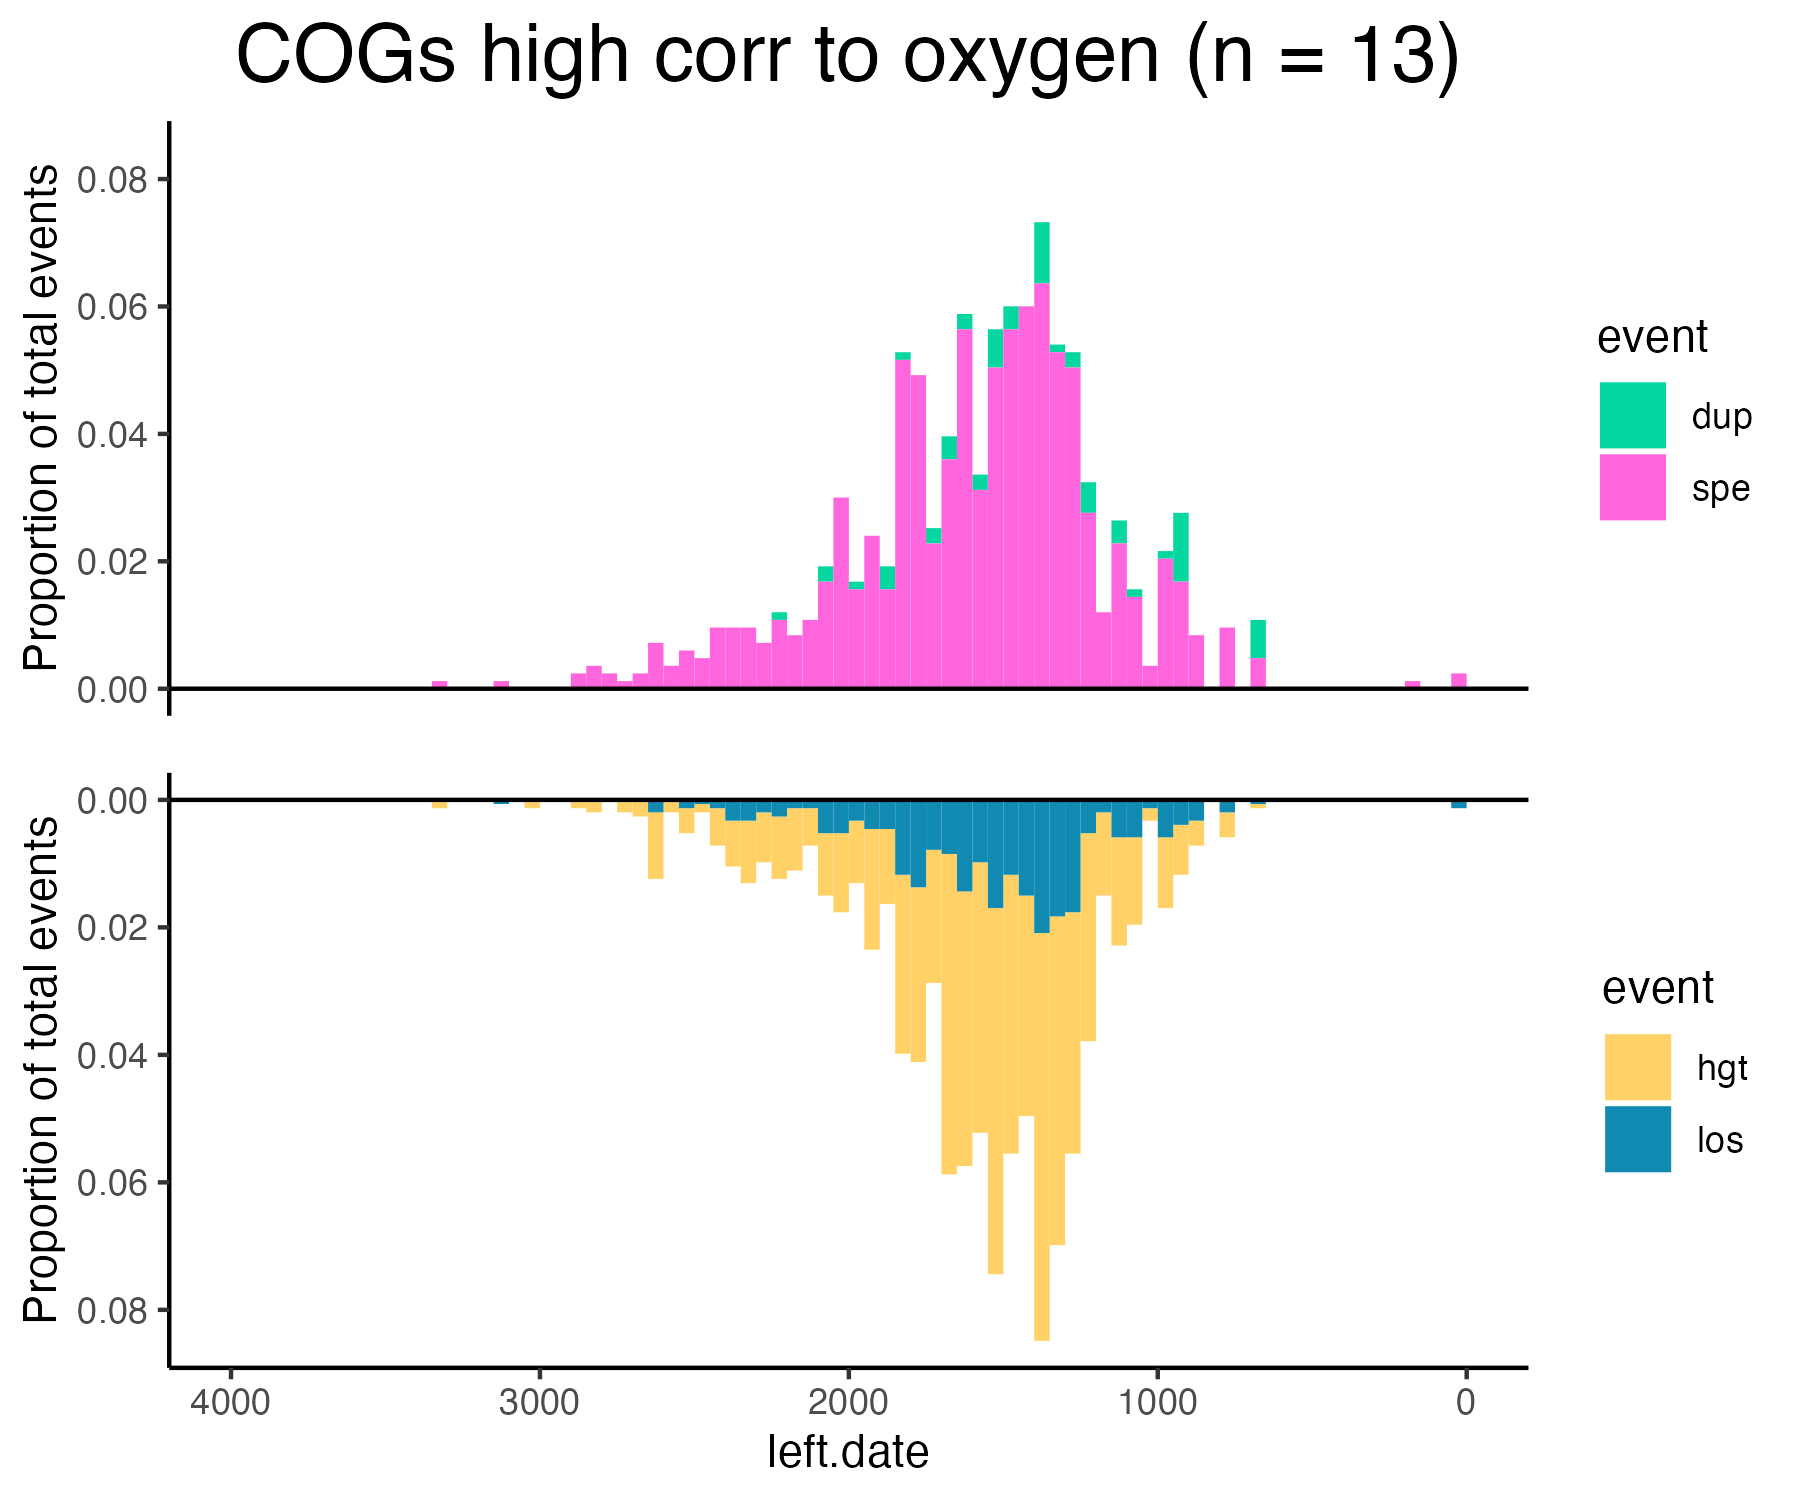 COGs high corr to oxygen (n = 13)
Proportion of total events
0.08
0.06
0.04
0.02
0.00
event
dup
spe
Proportion of total events
0.00
0.02
0.04
0.06
0.08
event
hgt
los
4000 3000 2000 1000 0
left.date